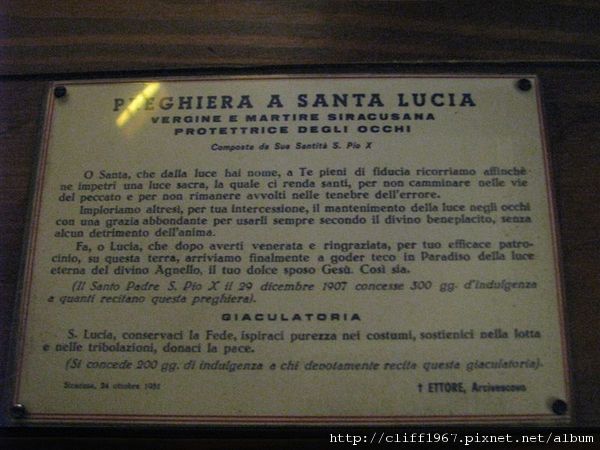 PREGHIERA A SANTA LUCIA
VERGINE E MARTIRE SIRACUSANA
PROTETTRICE DEGLI OCCHI
Composta da Sua Santità S. Pio X
O Santa, che dalla luce hai nome, a Te pieni di fiducia ricorriamo affinchè
ne impetri una luce sacra, la quale ci renda santi, per non camminare nelle vie
del peccato e per non rimanere avvolti nelle tenebre dell'errore.
Imploriamo altresì, per tua intercessione, il mantenimento della luce negli occhi
con una grazia abbondante per usarli sempre secondo il divino beneplacito, senza
alcun detrimento dell'anima.
Fa, o Lucia, che dopo averti venerata e ringraziata, per tuo efficace patro-
cinio, su questa terra, arriviamo finalmente a goder teco in Paradiso della luce
eterna del divino Agnello, il tuo dolce sposo Gesù. Così sia.
(Il Santo Padre S. Pio X il 29 dicembre 1907 concesse 300 gg. d'indulgenza
a quanti recitano questa preghiera).
GIACULATORIA
S. Lucia, conservaci la Fede, ispiraci purezza nei costumi, sostienici nella lotta
e nelle tribolazioni, donaci la pace.
(Si concede 200 gg. di indulgenza a chi devotamente recita questa giaculatoria).
Siracusa, 24 ottobre 1951
† ETTORE, Arcivescovo
http://cliff1967.pixnet.net/album